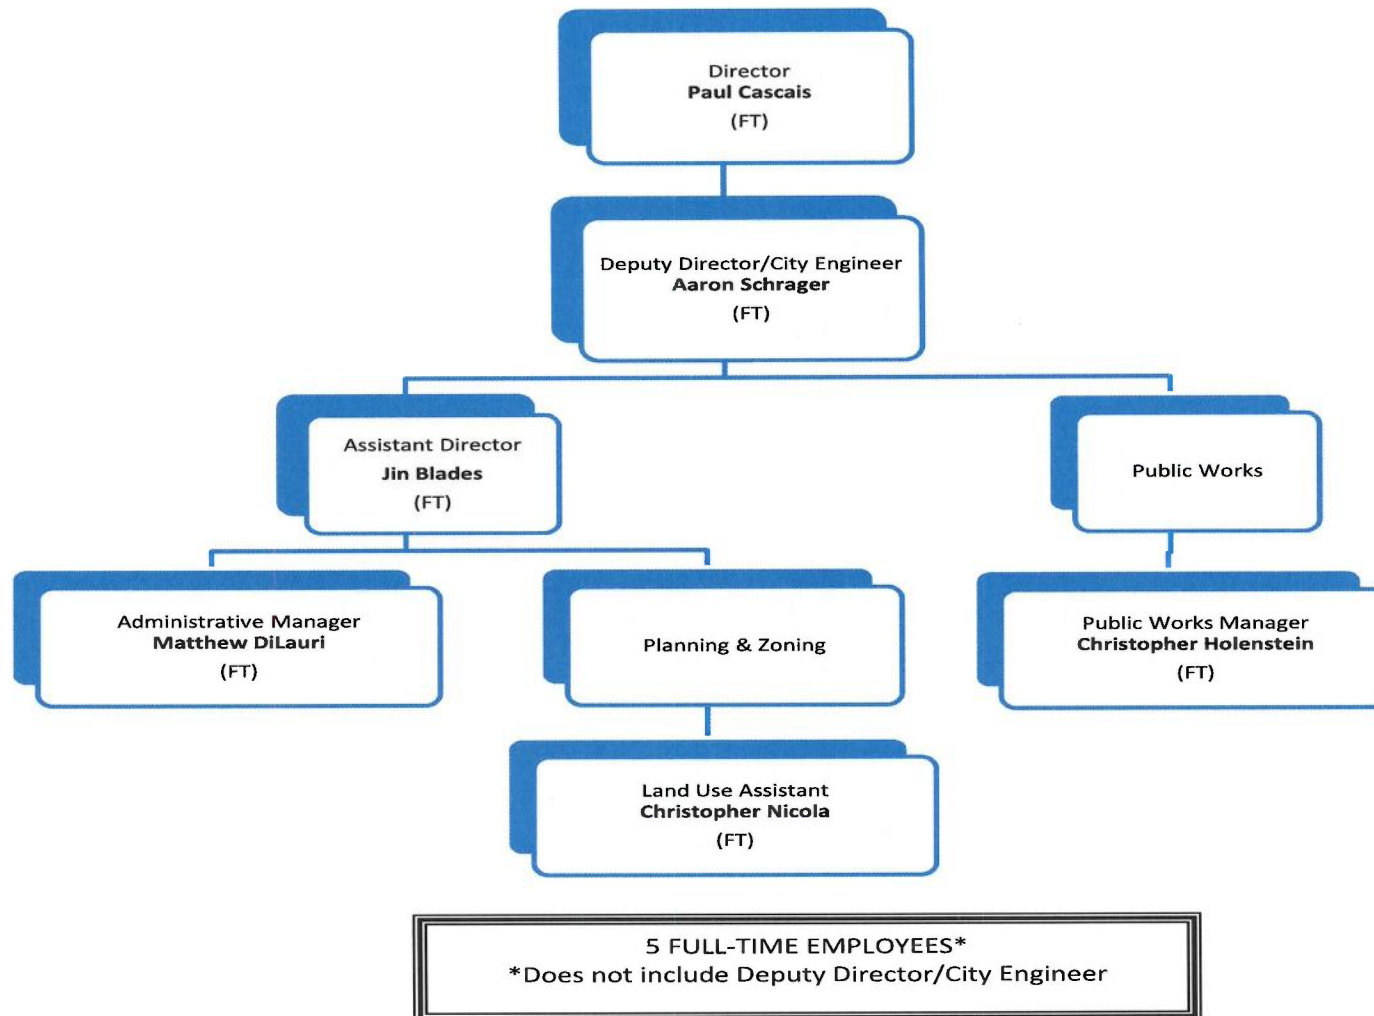 Director
Paul Cascais
(FT)
Deputy Director/City Engineer
Aaron Schrager
(FT)
Assistant Director
Jin Blades
(FT)
Public Works
Administrative Manager
Matthew DiLauri
(FT)
Planning & Zoning
Public Works Manager
Christopher Holenstein
(FT)
Land Use Assistant
Christopher Nicola
(FT)
5 FULL-TIME EMPLOYEES*
*Does not include Deputy Director/City Engineer